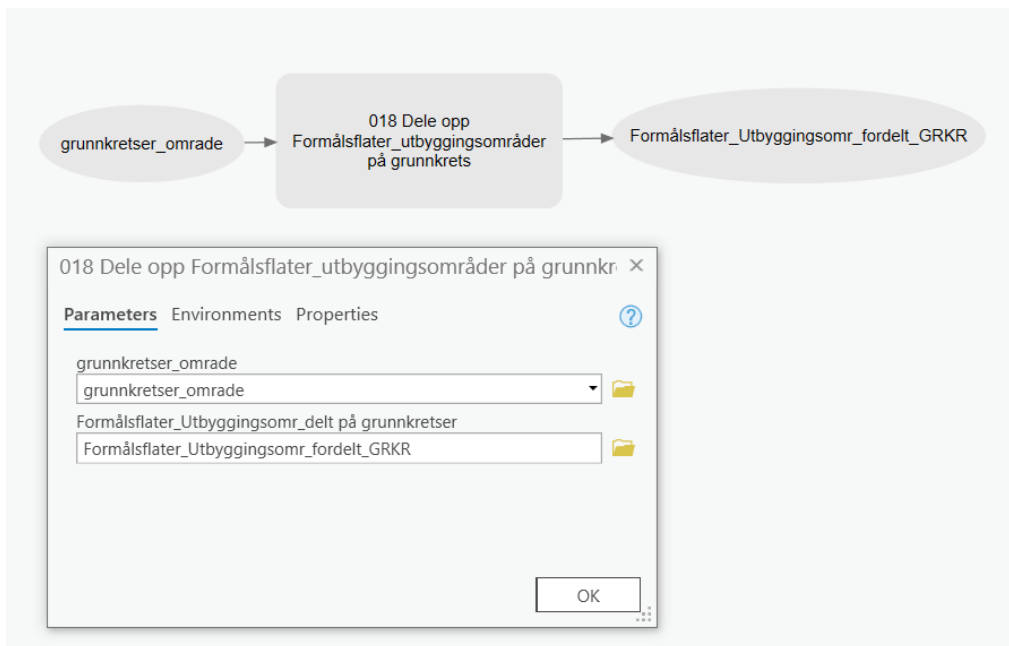 grunnkretser_omrade
018 Dele opp
Formålsflater_utbyggingsområder
på grunnkrets
Formålsflater_Utbyggingsomr_fordelt_GRKR
018 Dele opp Formålsflater_utbyggingsområder på grunnkr
Parameters Environments Properties
grunnkretser_omrade
grunnkretser_omrade
Formålsflater_Utbyggingsomr_delt på grunnkretser
Formålsflater_Utbyggingsomr_fordelt_GRKR
OK